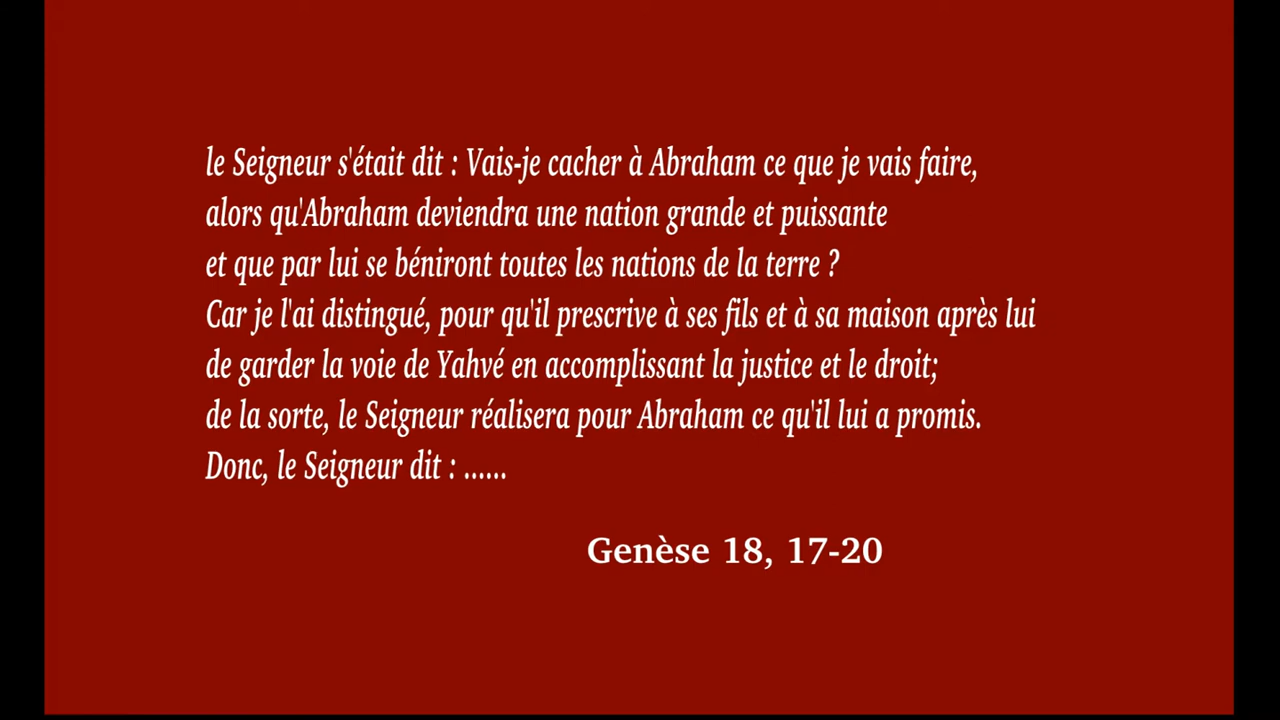 le Seigneur s'était dit : Vais-je cacher à Abraham ce que je vais faire,
alors qu'Abraham deviendra une nation grande et puissante
et que par lui se béniront toutes les nations de la terre ?
Car je l'ai distingué, pour qu'il prescrive à ses fils et à sa maison après lui
de garder la voie de Yahvé en accomplissant la justice et le droit;
de la sorte, le Seigneur réalisera pour Abraham ce qu'il lui a promis.
Donc, le Seigneur dit : ......
Genèse 18, 17-20